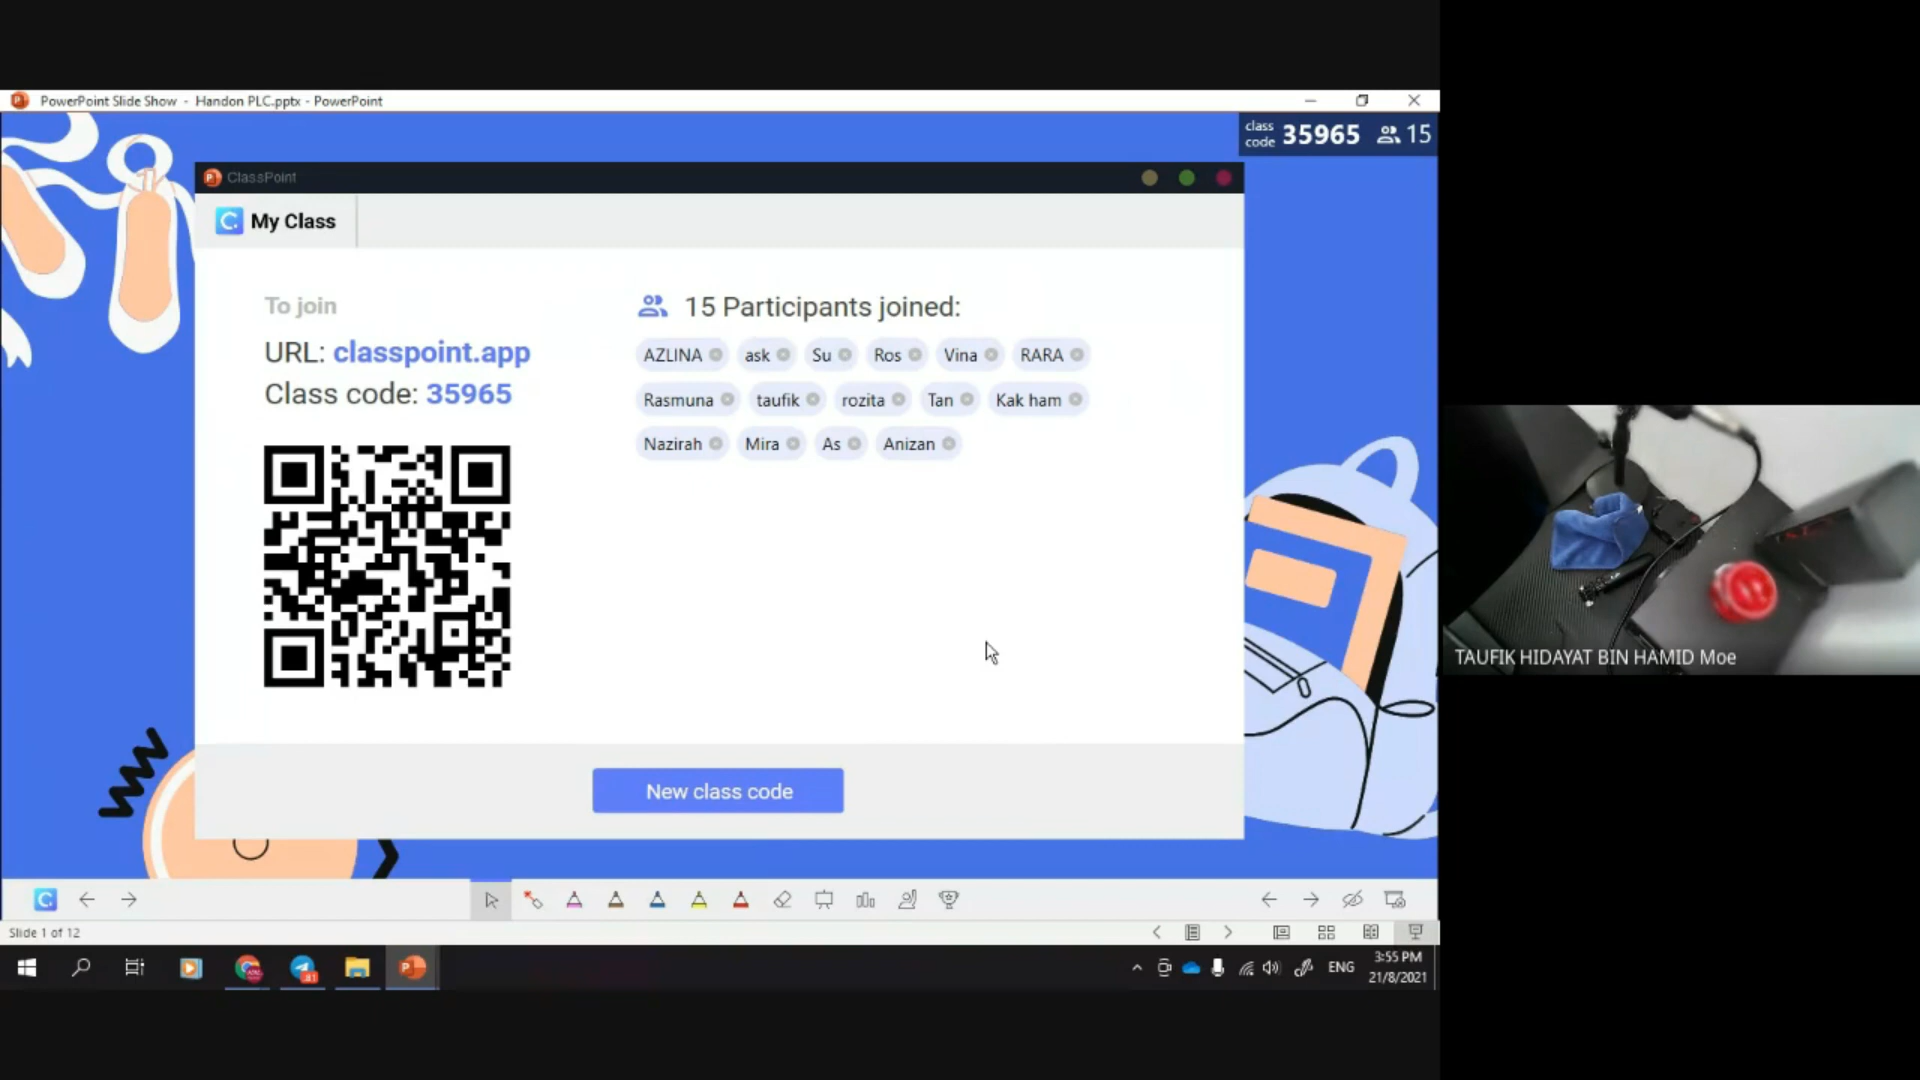 PowerPoint Slide Show - Handon PLC.pptx - PowerPoint
class code 35965 15
ClassPoint
My Class
To join
URL: classpoint.app
Class code: 35965
15 Participants joined:
AZLINA ask Su Ros Vina RARA
Rasmuna taufik rozita Tan Kak ham
Nazirah Mira As Anizan
New class code
TAUFIK HIDAYAT BIN HAMID Moe
Slide 1 of 12
ENG
3:55 PM
21/8/2021